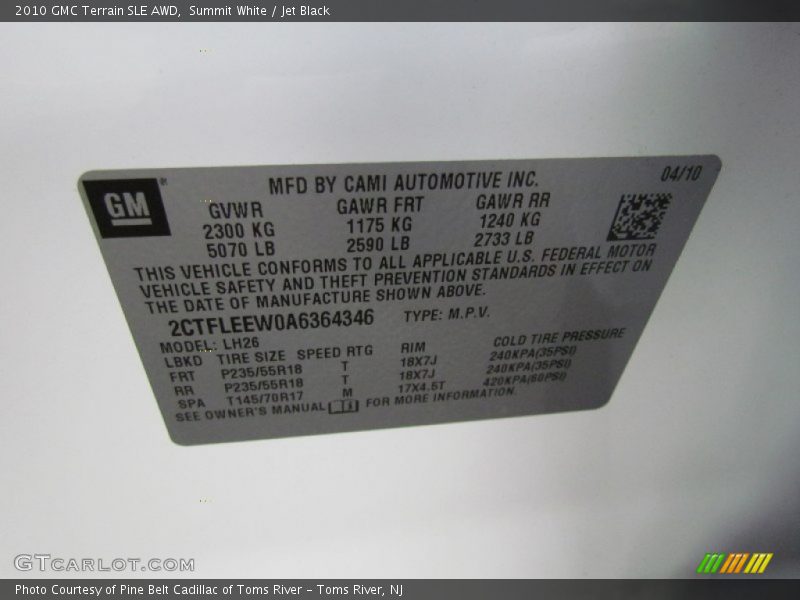 2010 GMC Terrain SLE AWD,  Summit White / Jet Black
GM
MFD BY CAMI AUTOMOTIVE INC.
04/10
GVWR GAWR FRT GAWR RR
2300 KG 1175 KG 1240 KG
5070 LB 2590 LB 2733 LB
THIS VEHICLE CONFORMS TO ALL APPLICABLE U.S. FEDERAL MOTOR
VEHICLE SAFETY AND THEFT PREVENTION STANDARDS IN EFFECT ON
THE DATE OF MANUFACTURE SHOWN ABOVE.
2CTFLEEW0A6364346 TYPE: M.P.V.
MODEL: LH26
LBKD TIRE SIZE SPEED RTG RIM COLD TIRE PRESSURE
FRT P235/55R18 T 18X7J 240KPA(35PSI)
RR P235/55R18 T 18X7J 240KPA(35PSI)
SPA T145/70R17 M 17X4.5T 420KPA(60PSI)
SEE OWNER'S MANUAL FOR MORE INFORMATION.
GTCARLOT.COM
Photo Courtesy of Pine Belt Cadillac of Toms River – Toms River, NJ